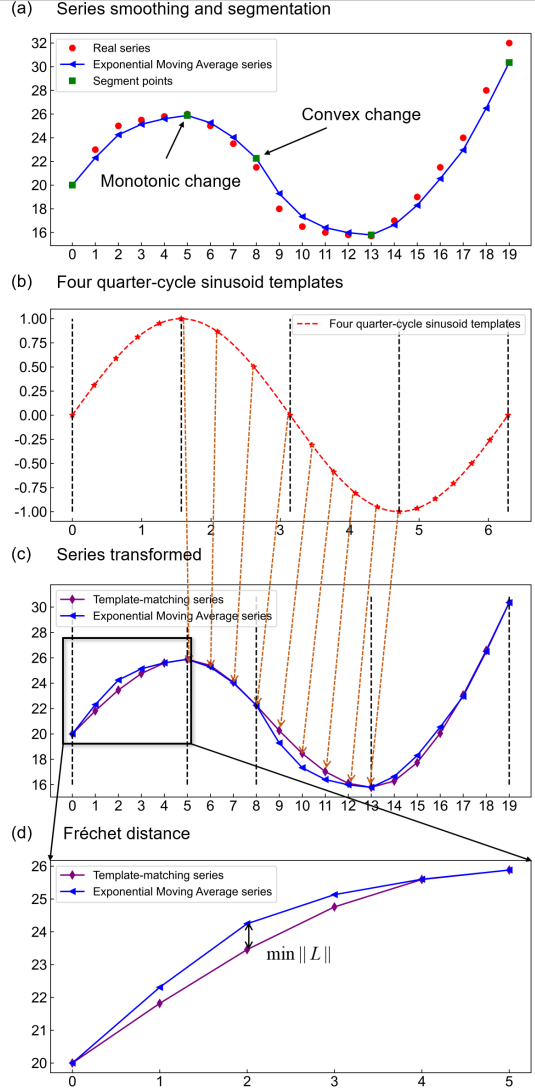 (a) Series smoothing and segmentation
32
30
28
26
24
22
20
18
16
Real series
Exponential Moving Average series
Segment points
Convex change
Monotonic change
0 1 2 3 4 5 6 7 8 9 10 11 12 13 14 15 16 17 18 19
(b) Four quarter-cycle sinusoid templates
1.00
0.75
0.50
0.25
0.00
-0.25
-0.50
-0.75
-1.00
Four quarter-cycle sinusoid templates
0 1 2 3 4 5 6
(c) Series transformed
30
28
26
24
22
20
18
16
Template-matching series
Exponential Moving Average series
0 1 2 3 4 5 6 7 8 9 10 11 12 13 14 15 16 17 18 19
(d) Fréchet distance
26
25
24
23
22
21
20
Template-matching series
Exponential Moving Average series
min || L ||
0 1 2 3 4 5